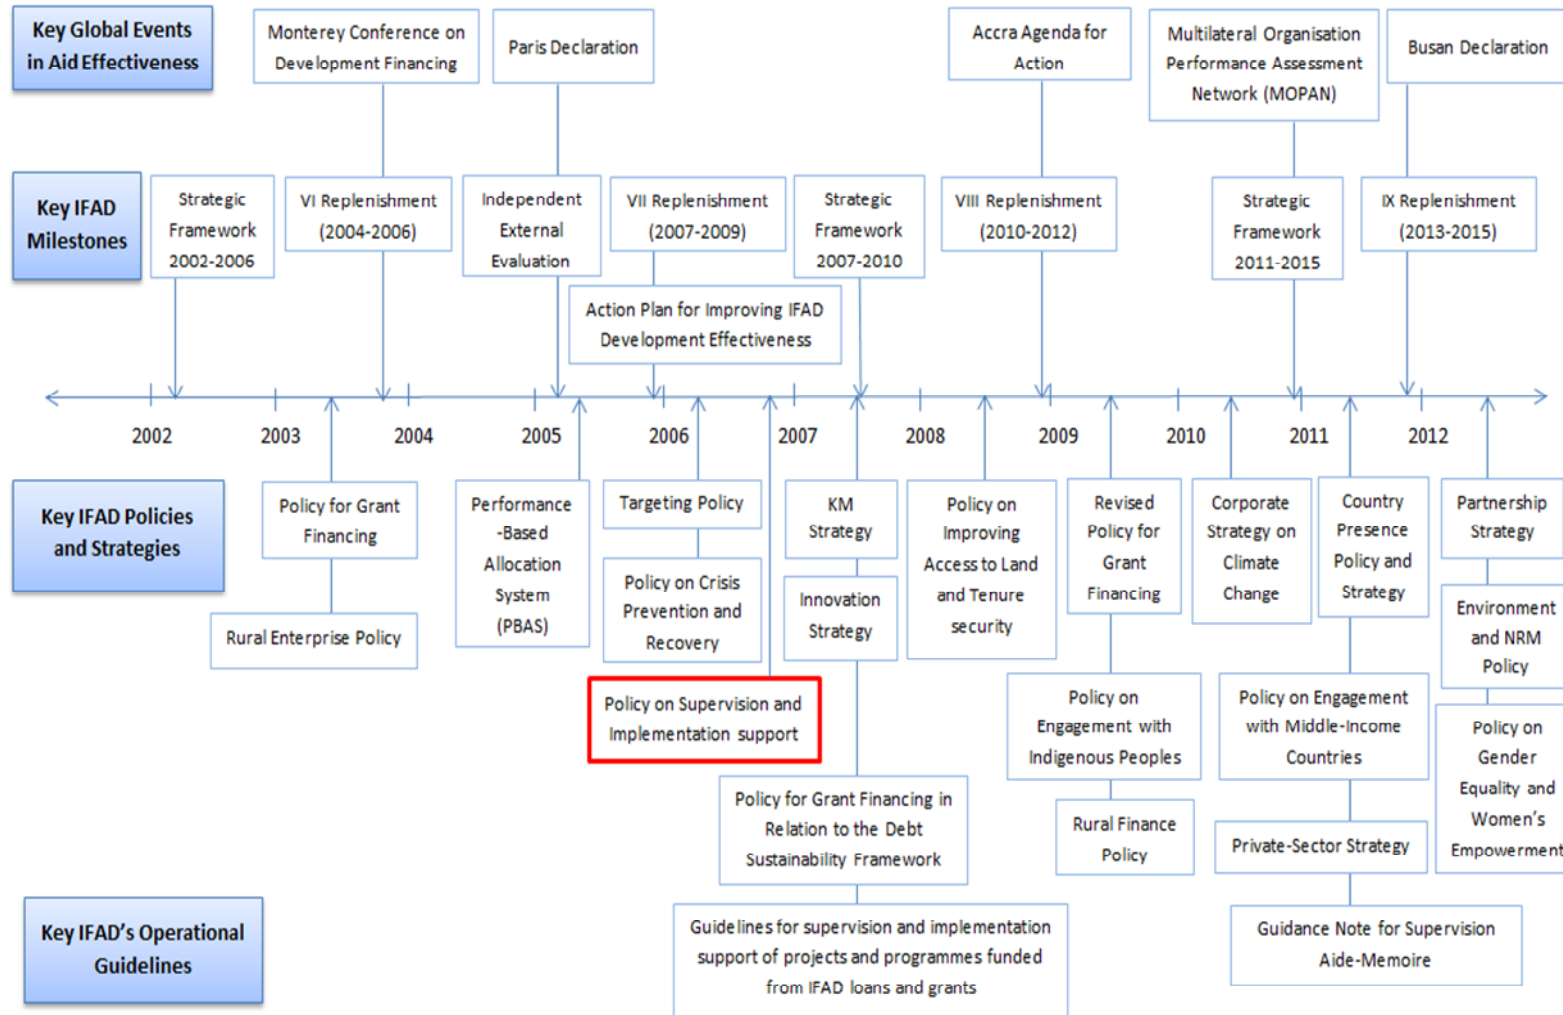 Key Global Events
in Aid Effectiveness
Monterey Conference on
Development Financing
Paris Declaration
Accra Agenda for
Action
Multilateral Organisation
Performance Assessment
Network (MOPAN)
Busan Declaration
Key IFAD
Milestones
Strategic
Framework
2002-2006
VI Replenishment
(2004-2006)
Independent
External
Evaluation
VII Replenishment
(2007-2009)
Strategic
Framework
2007-2010
VIII Replenishment
(2010-2012)
Strategic
Framework
2011-2015
IX Replenishment
(2013-2015)
Action Plan for Improving IFAD
Development Effectiveness
2002 2003 2004 2005 2006 2007 2008 2009 2010 2011 2012
Key IFAD Policies
and Strategies
Policy for Grant
Financing
Rural Enterprise Policy
Performance
-Based
Allocation
System
(PBAS)
Targeting Policy
Policy on Crisis
Prevention and
Recovery
Policy on Supervision and
Implementation support
KM
Strategy
Innovation
Strategy
Policy for Grant Financing in
Relation to the Debt
Sustainability Framework
Policy on
Improving
Access to Land
and Tenure
security
Revised
Policy for
Grant
Financing
Policy on
Engagement with
Indigenous Peoples
Rural Finance
Policy
Corporate
Strategy on
Climate
Change
Country
Presence
Policy and
Strategy
Policy on Engagement
with Middle-Income
Countries
Private-Sector Strategy
Partnership
Strategy
Environment
and NRM
Policy
Policy on
Gender
Equality and
Women's
Empowerment
Key IFAD's Operational
Guidelines
Guidelines for supervision and implementation
support of projects and programmes funded
from IFAD loans and grants
Guidance Note for Supervision
Aide-Memoire